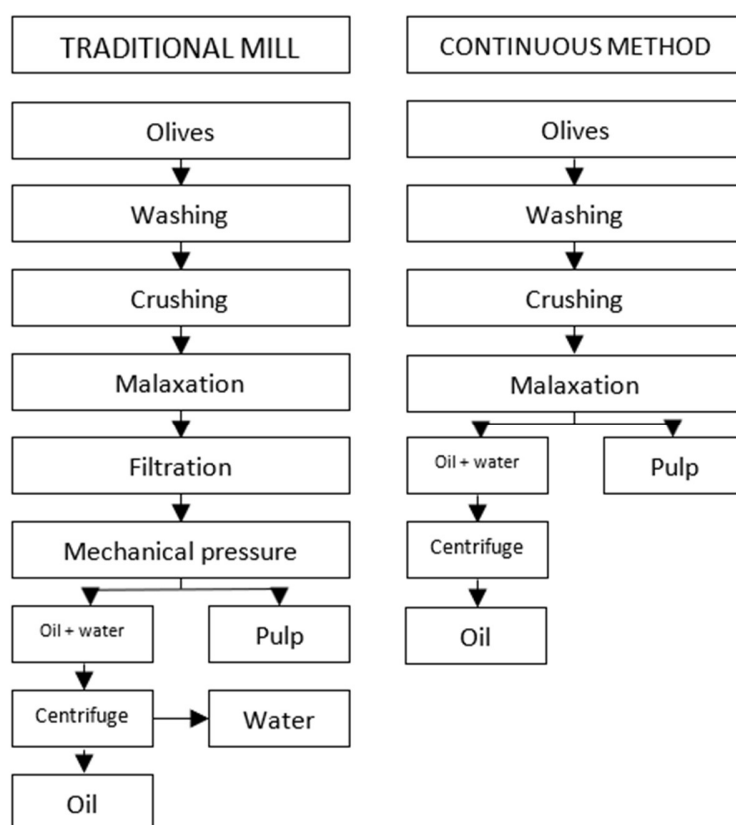 TRADITIONAL MILL
Olives
Washing
Crushing
Malaxation
Filtration
Mechanical pressure
Oil + water
Pulp
Centrifuge
Water
Oil
CONTINUOUS METHOD
Olives
Washing
Crushing
Malaxation
Oil + water
Pulp
Centrifuge
Oil